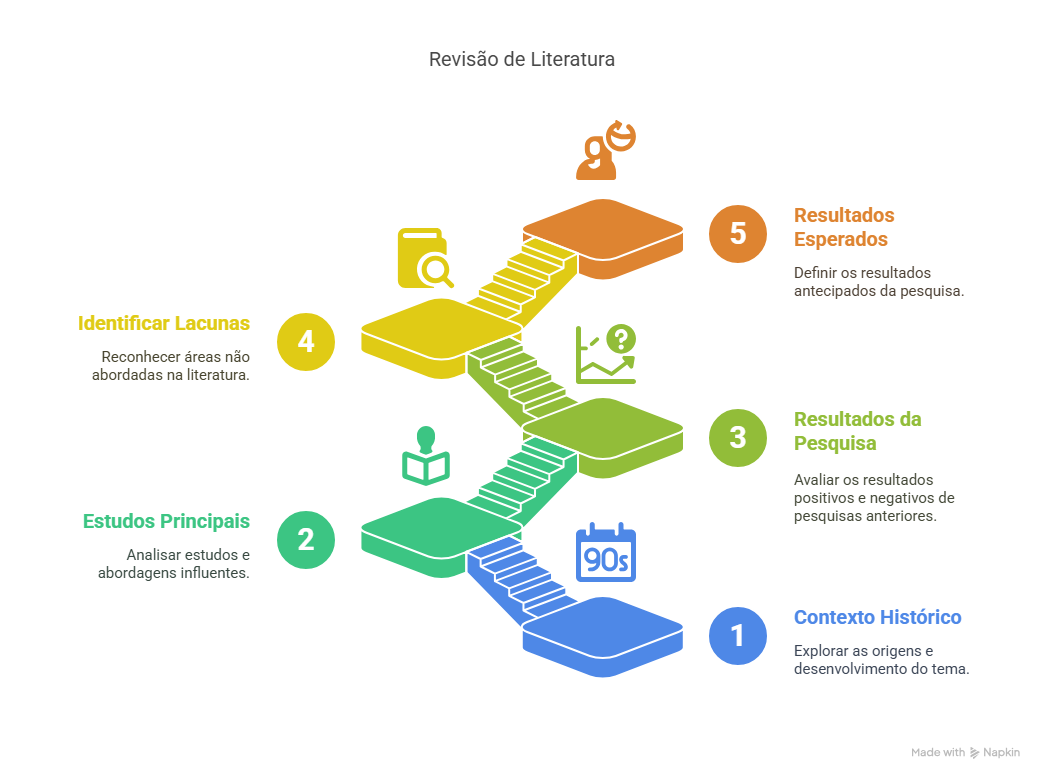 Revisão de Literatura
5
Resultados
Esperados
Definir os resultados
antecipados da pesquisa.
Identificar Lacunas
4
Reconhecer áreas não
abordadas na literatura.
?
3
Resultados da
Pesquisa
Avaliar os resultados
positivos e negativos de
pesquisas anteriores.
Estudos Principais
2
Analisar estudos e
abordagens influentes.
90s
1
Contexto Histórico
Explorar as origens e
desenvolvimento do tema.
Made with Napkin